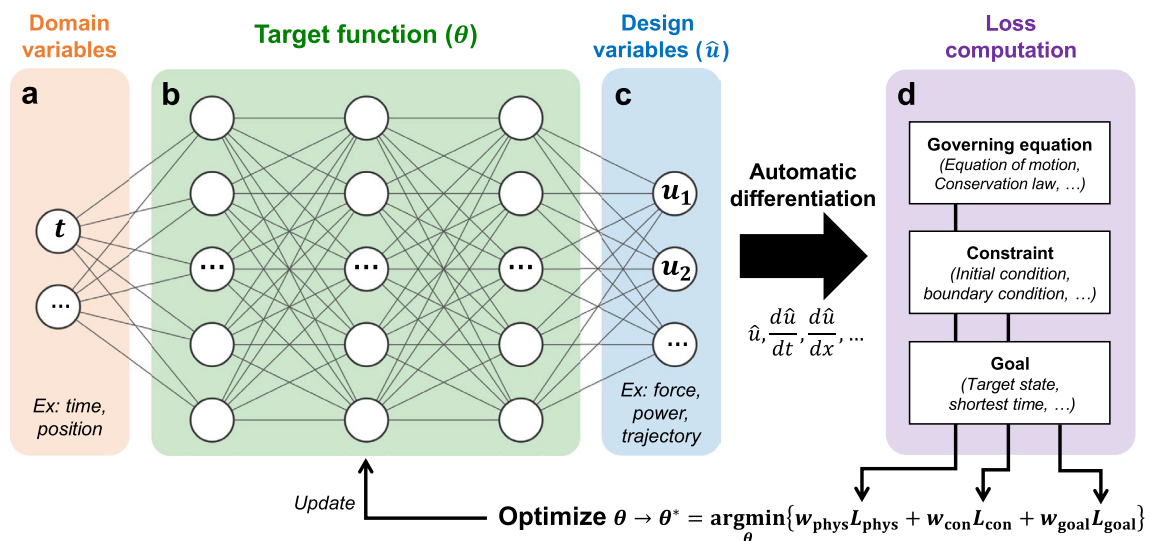 Domain
variables
Target function (θ)
Design
variables (û)
Loss
computation
a
b
c
d
t
...
...
...
...
u₁
u₂
...
Ex: time,
position
Ex: force,
power,
trajectory
Automatic
differentiation
û, dû/dt, dû/dx, ...
Governing equation
(Equation of motion,
Conservation law, ...)
Constraint
(Initial condition,
boundary condition, ...)
Goal
(Target state,
shortest time, ...)
Update
Optimize θ → θ* = argmin{w_phys L_phys + w_con L_con + w_goal L_goal}
θ